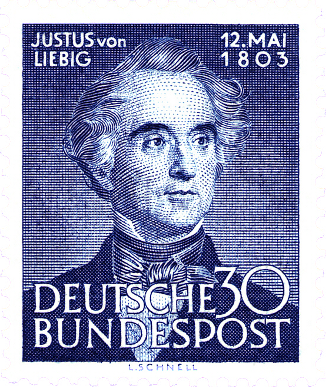 JUSTUS von
LIEBIG
12. MAI
1803
DEUTSCHE 30
BUNDESPOST
L. SCHNELL